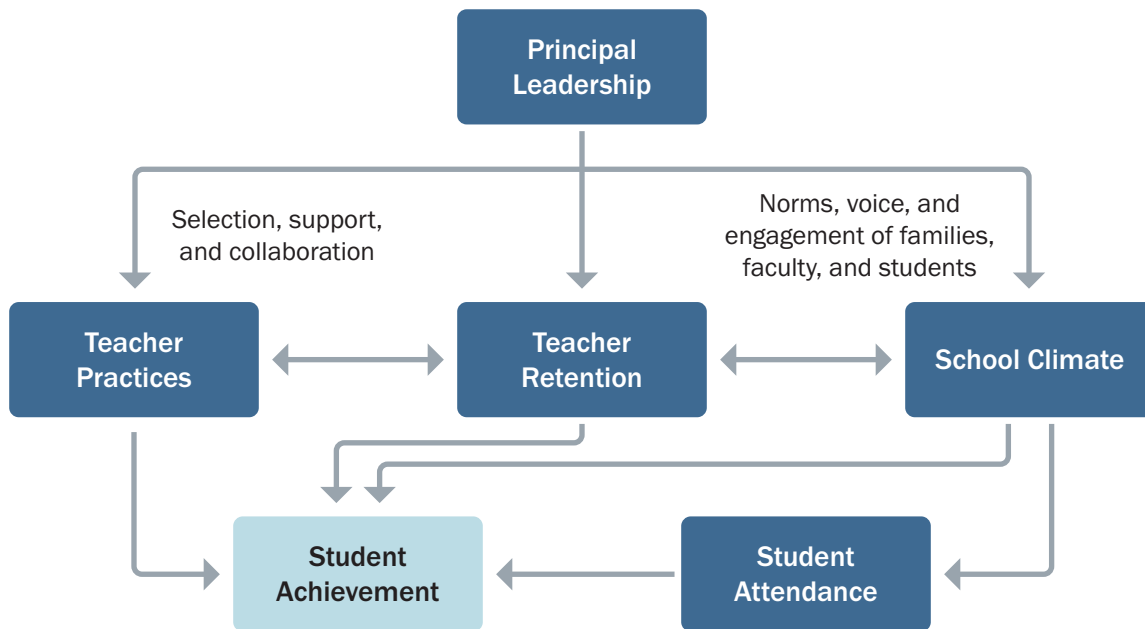 Principal
Leadership
Selection, support,
and collaboration
Norms, voice, and
engagement of families,
faculty, and students
Teacher
Practices
Teacher
Retention
School Climate
Student
Achievement
Student
Attendance